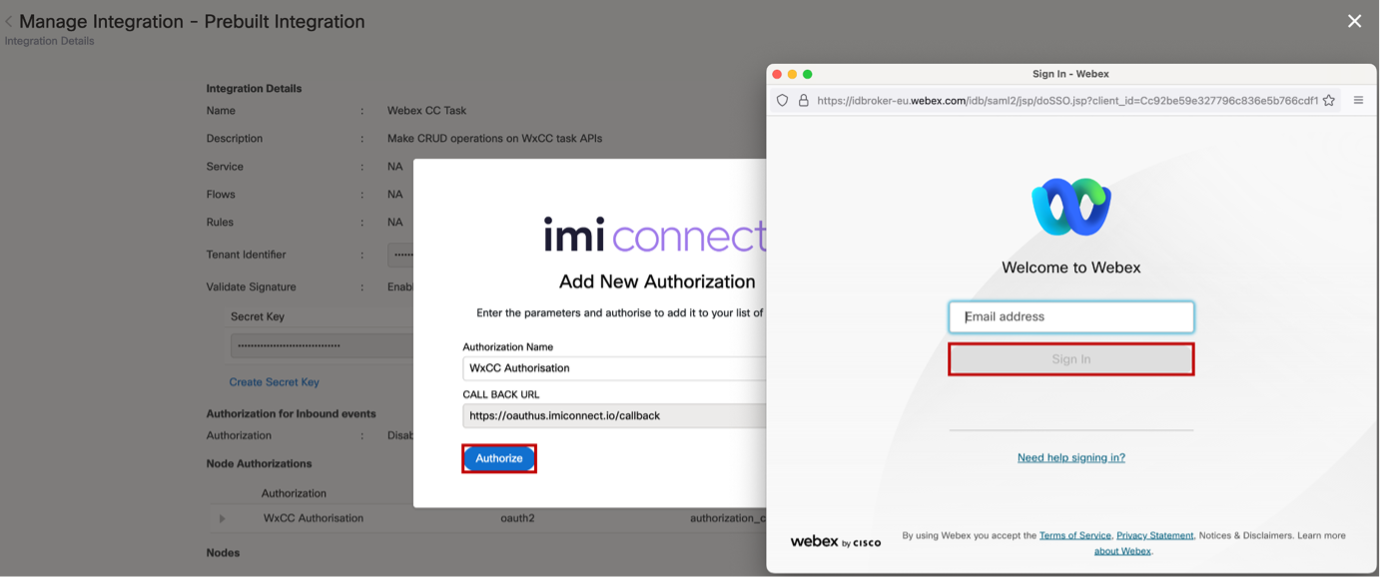 Manage Integration - Prebuilt Integration
Integration Details
Integration Details
Name : Webex CC Task
Description : Make CRUD operations on WxCC task APIs
Service : NA
Flows : NA
Rules : NA
Tenant Identifier :
Validate Signature : Enabl
Secret Key
Create Secret Key
Authorization for Inbound events
Authorization : Disab
Node Authorizations
Authorization
WxCC Authorisation oauth2 authorization_c
Nodes
imi connect
Add New Authorization
Enter the parameters and authorise to add it to your list of
Authorization Name
WxCC Authorisation
CALL BACK URL
https://oauthus.imiconnect.io/callback
Authorize
Sign In - Webex
https://idbroker-eu.webex.com/idb/saml2/jsp/doSSO.jsp?client_id=Cc92be59e327796c836e5b766cdf1
Welcome to Webex
Email address
Sign In
Need help signing in?
webex by CISCO
By using Webex you accept the Terms of Service, Privacy Statement, Notices & Disclaimers. Learn more
about Webex.